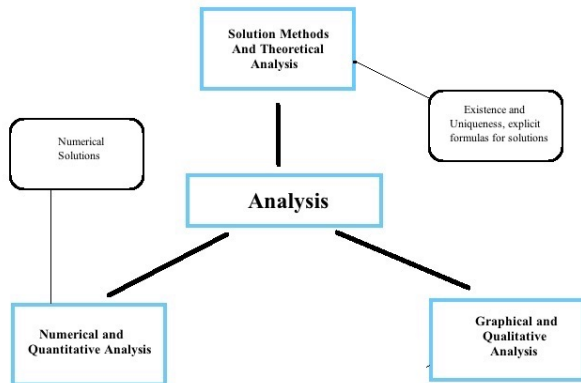 Solution Methods
And Theoretical
Analysis
Existence and
Uniqueness, explicit
formulas for solutions
Numerical
Solutions
Analysis
Numerical and
Quantitative Analysis
Graphical and
Qualitative
Analysis